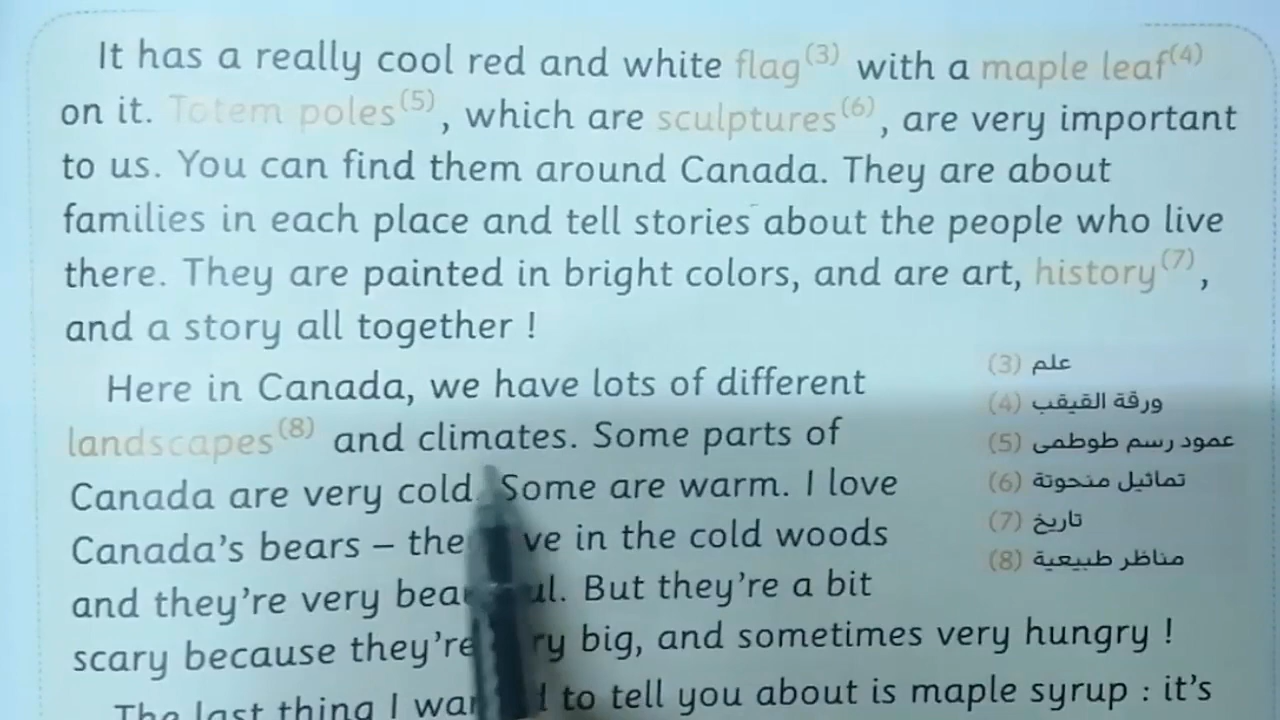 It has a really cool red and white flag(3) with a maple leaf(4)
on it. Totem poles(5), which are sculptures(6), are very important
to us. You can find them around Canada. They are about
families in each place and tell stories about the people who live
there. They are painted in bright colors, and are art, history(7),
and a story all together !
Here in Canada, we have lots of different
landscapes(8) and climates. Some parts of
Canada are very cold. Some are warm. I love
Canada's bears – the ve in the cold woods
and they're very bea ul. But they're a bit
scary because they're ry big, and sometimes very hungry !
The last thing I wa d to tell you about is maple syrup : it's
(3) علم
(4) ورقة القيقب
(5) عمود رسم طوطمى
(6) تماثيل منحوتة
(7) تاريخ
(8) مناظر طبيعية